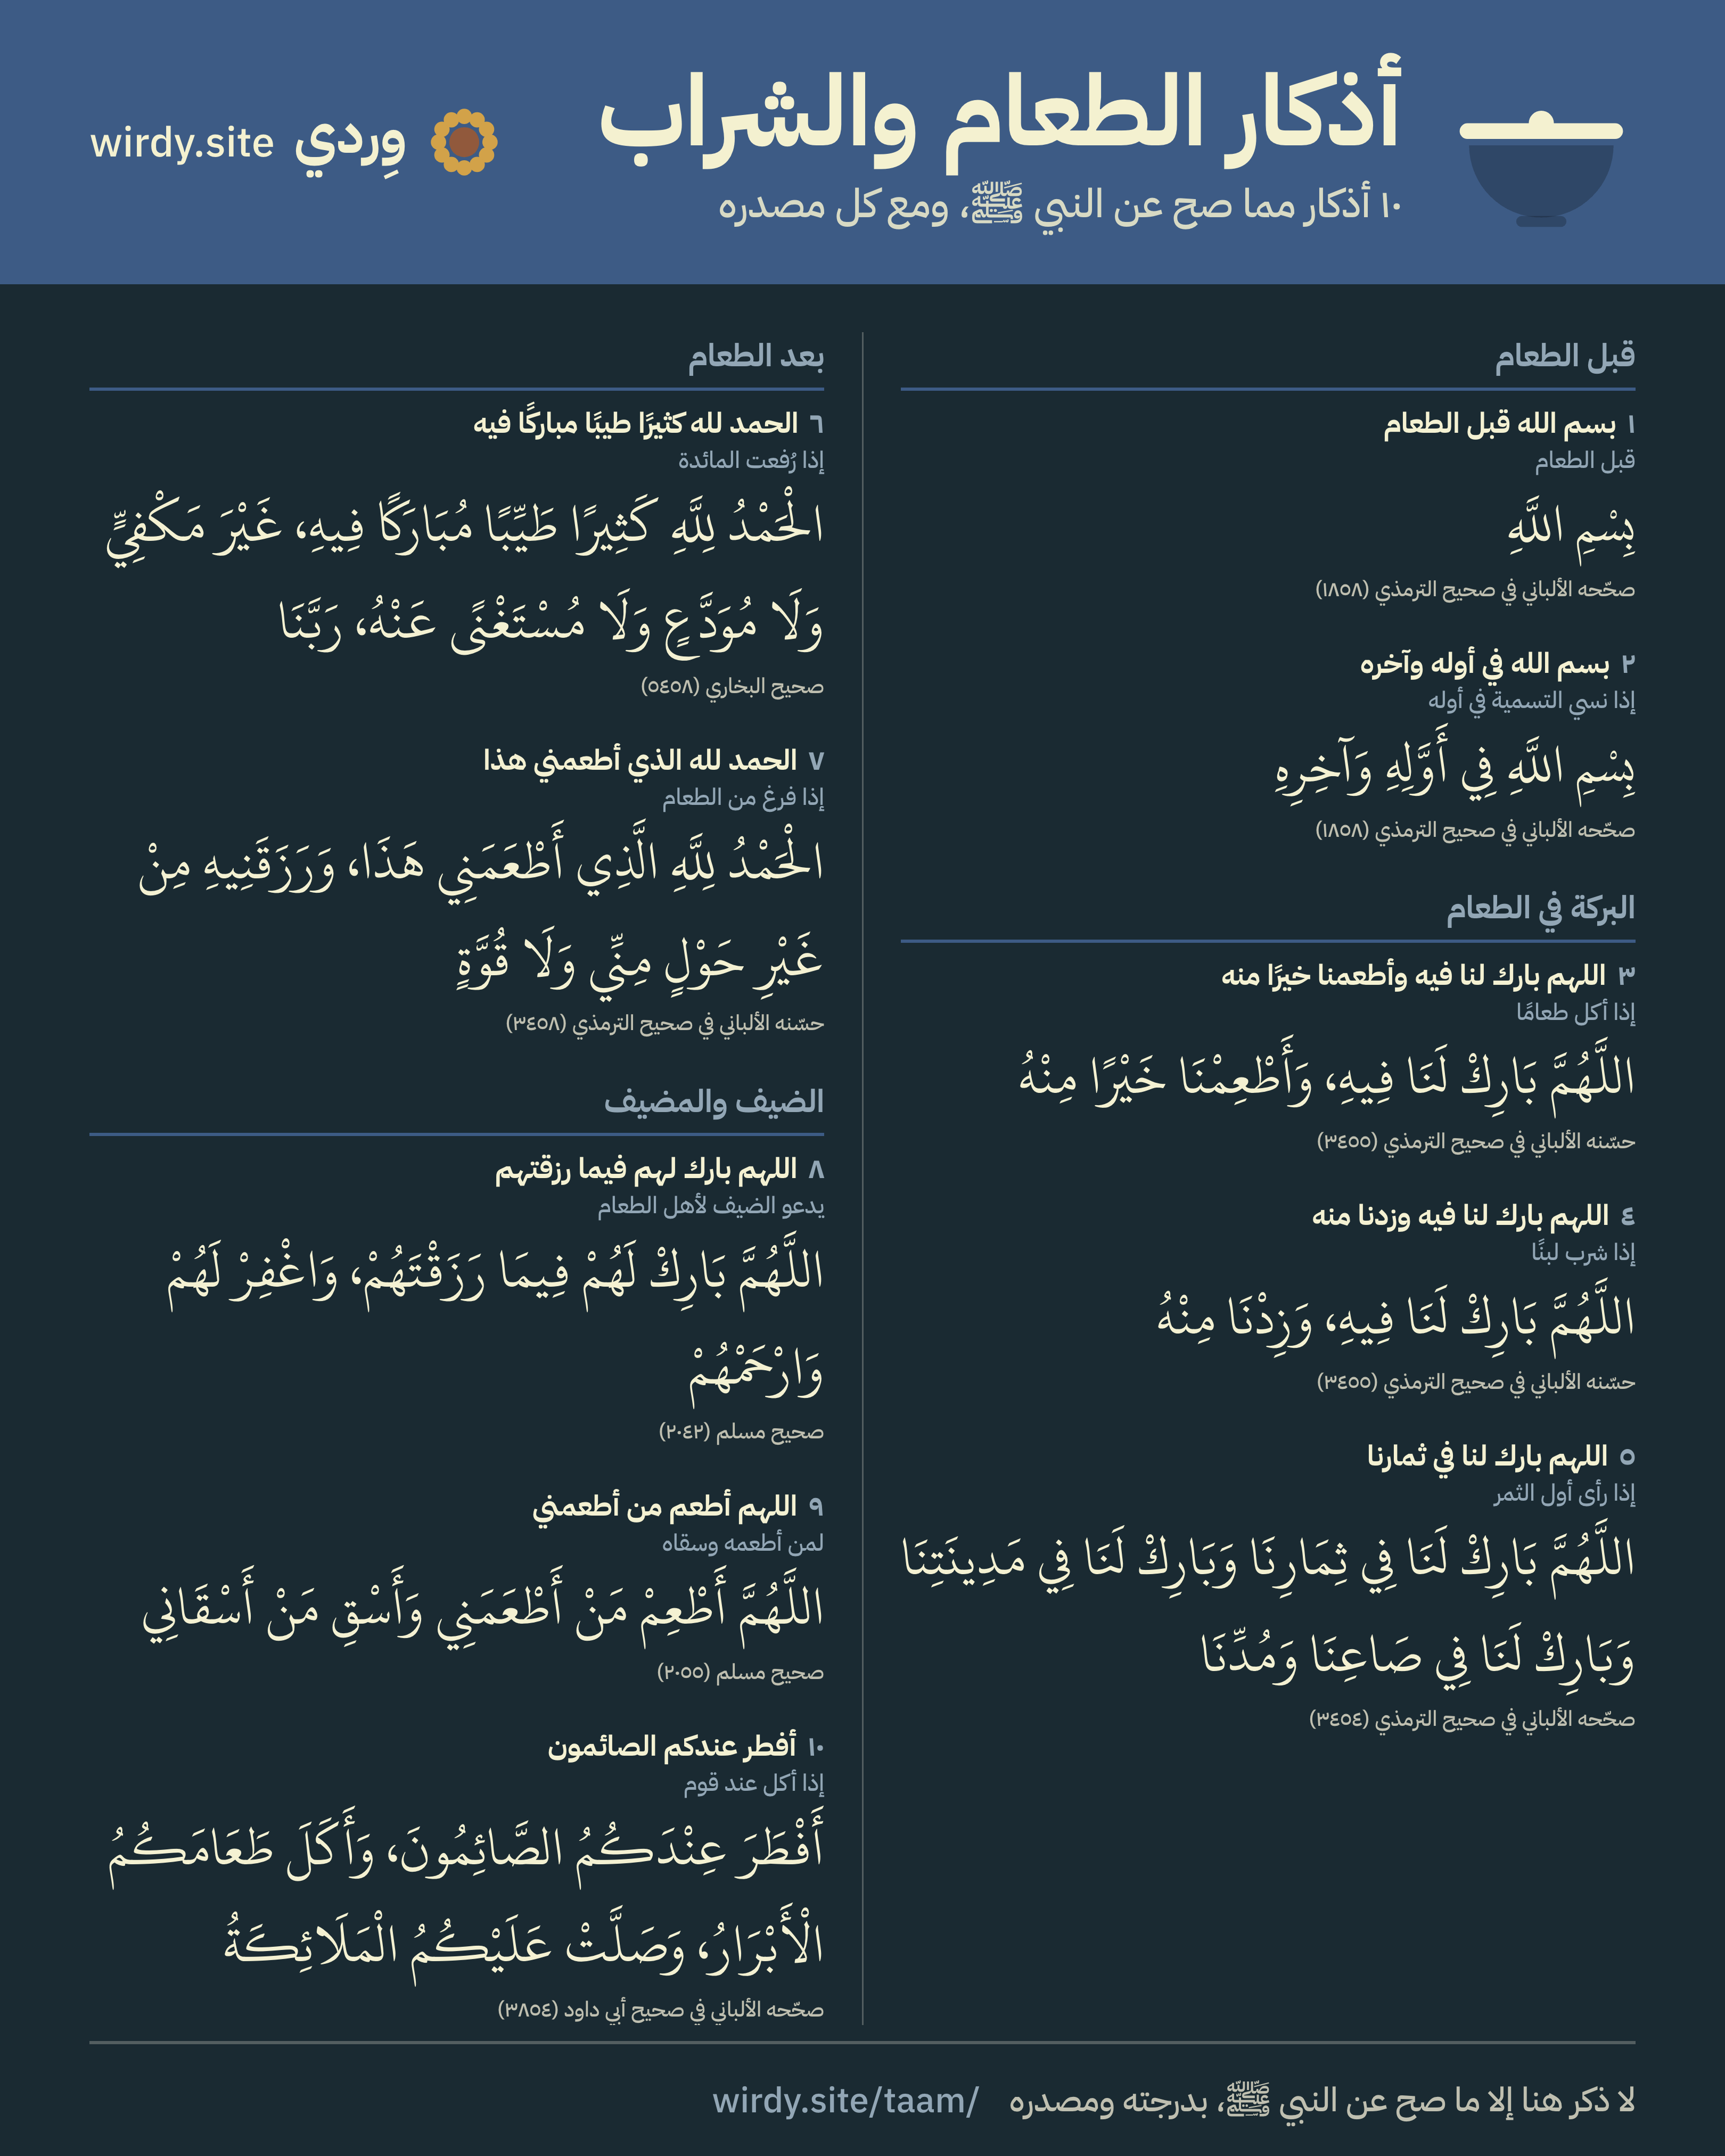 أذكار الطعام والشراب
١٠ أذكار مما صح عن النبي ﷺ، ومع كل مصدره
وِردي wirdy.site
قبل الطعام
١ بسم الله قبل الطعام
قبل الطعام
بِسْمِ اللَّهِ
صحّحه الألباني في صحيح الترمذي (١٨٥٨)
٢ بسم الله في أوله وآخره
إذا نسي التسمية في أوله
بِسْمِ اللَّهِ فِي أَوَّلِهِ وَآخِرِهِ
صحّحه الألباني في صحيح الترمذي (١٨٥٨)
البركة في الطعام
٣ اللهم بارك لنا فيه وأطعمنا خيرًا منه
إذا أكل طعامًا
اللَّهُمَّ بَارِكْ لَنَا فِيهِ، وَأَطْعِمْنَا خَيْرًا مِنْهُ
حسّنه الألباني في صحيح الترمذي (٣٤٥٥)
٤ اللهم بارك لنا فيه وزدنا منه
إذا شرب لبنًا
اللَّهُمَّ بَارِكْ لَنَا فِيهِ، وَزِدْنَا مِنْهُ
حسّنه الألباني في صحيح الترمذي (٣٤٥٥)
٥ اللهم بارك لنا في ثمارنا
إذا رأى أول الثمر
اللَّهُمَّ بَارِكْ لَنَا فِي ثِمَارِنَا وَبَارِكْ لَنَا فِي مَدِينَتِنَا
وَبَارِكْ لَنَا فِي صَاعِنَا وَمُدِّنَا
صحّحه الألباني في صحيح الترمذي (٣٤٥٤)
بعد الطعام
٦ الحمد لله كثيرًا طيبًا مباركًا فيه
إذا رُفعت المائدة
الْحَمْدُ لِلَّهِ كَثِيرًا طَيِّبًا مُبَارَكًا فِيهِ، غَيْرَ مَكْفِيٍّ
وَلَا مُوَدَّعٍ وَلَا مُسْتَغْنًى عَنْهُ، رَبَّنَا
صحيح البخاري (٥٤٥٨)
٧ الحمد لله الذي أطعمني هذا
إذا فرغ من الطعام
الْحَمْدُ لِلَّهِ الَّذِي أَطْعَمَنِي هَذَا، وَرَزَقَنِيهِ مِنْ
غَيْرِ حَوْلٍ مِنِّي وَلَا قُوَّةٍ
حسّنه الألباني في صحيح الترمذي (٣٤٥٨)
الضيف والمضيف
٨ اللهم بارك لهم فيما رزقتهم
يدعو الضيف لأهل الطعام
اللَّهُمَّ بَارِكْ لَهُمْ فِيمَا رَزَقْتَهُمْ، وَاغْفِرْ لَهُمْ
وَارْحَمْهُمْ
صحيح مسلم (٢٠٤٢)
٩ اللهم أطعم من أطعمني
لمن أطعمه وسقاه
اللَّهُمَّ أَطْعِمْ مَنْ أَطْعَمَنِي وَأَسْقِ مَنْ أَسْقَانِي
صحيح مسلم (٢٠٥٥)
١٠ أفطر عندكم الصائمون
إذا أكل عند قوم
أَفْطَرَ عِنْدَكُمُ الصَّائِمُونَ، وَأَكَلَ طَعَامَكُمُ
الْأَبْرَارُ، وَصَلَّتْ عَلَيْكُمُ الْمَلَائِكَةُ
صحّحه الألباني في صحيح أبي داود (٣٨٥٤)
لا ذكر هنا إلا ما صح عن النبي ﷺ، بدرجته ومصدره wirdy.site/taam/